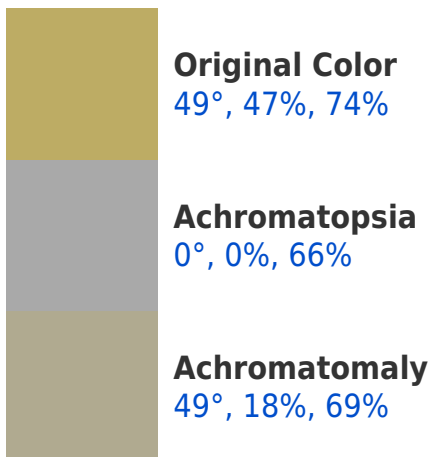 Original Color
49°, 47%, 74%
Achromatopsia
0°, 0%, 66%
Achromatomaly
49°, 18%, 69%